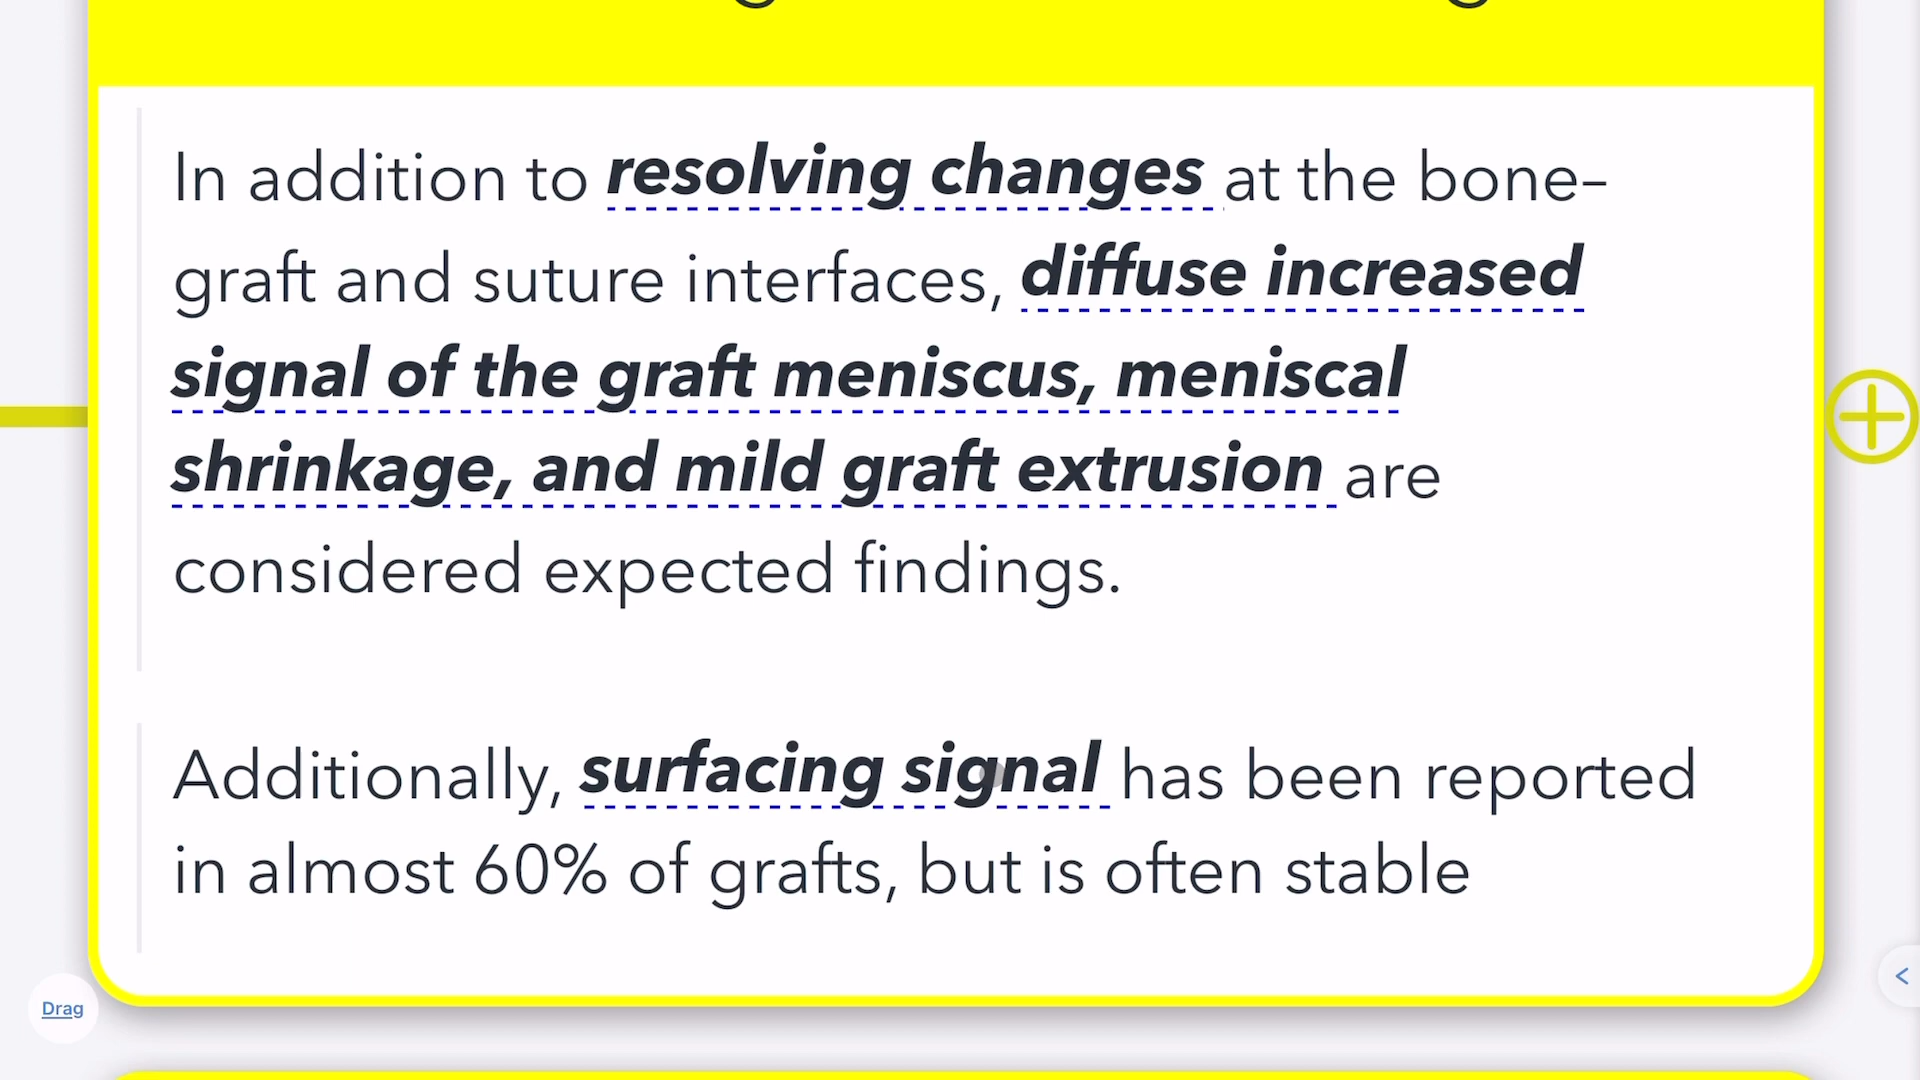 In addition to resolving changes at the bone–
graft and suture interfaces, diffuse increased
signal of the graft meniscus, meniscal
shrinkage, and mild graft extrusion are
considered expected findings.
Additionally, surfacing signal has been reported
in almost 60% of grafts, but is often stable
Drag